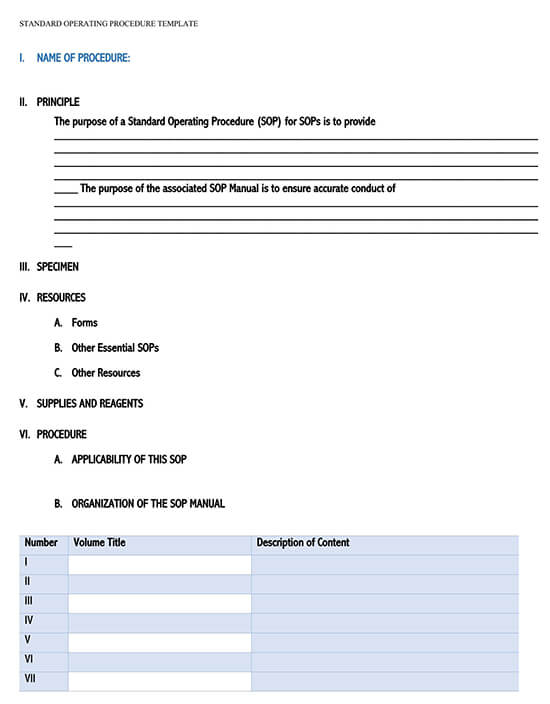 STANDARD OPERATING PROCEDURE TEMPLATE
I. NAME OF PROCEDURE:
II. PRINCIPLE
The purpose of a Standard Operating Procedure (SOP) for SOPs is to provide
____ The purpose of the associated SOP Manual is to ensure accurate conduct of
III. SPECIMEN
IV. RESOURCES
A. Forms
B. Other Essential SOPs
C. Other Resources
V. SUPPLIES AND REAGENTS
VI. PROCEDURE
A. APPLICABILITY OF THIS SOP
B. ORGANIZATION OF THE SOP MANUAL
Number Volume Title Description of Content
I
II
III
IV
V
VI
VII